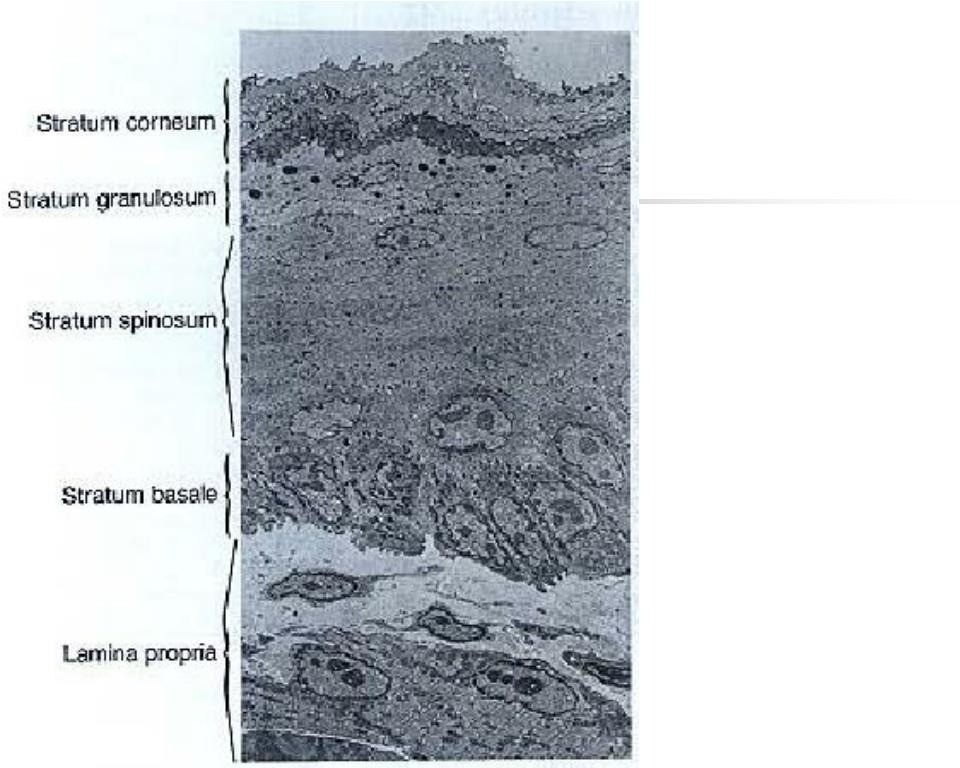 Stratum corneum
Stratum granulosum
Stratum spinosum
Stratum basale
Lamina propria